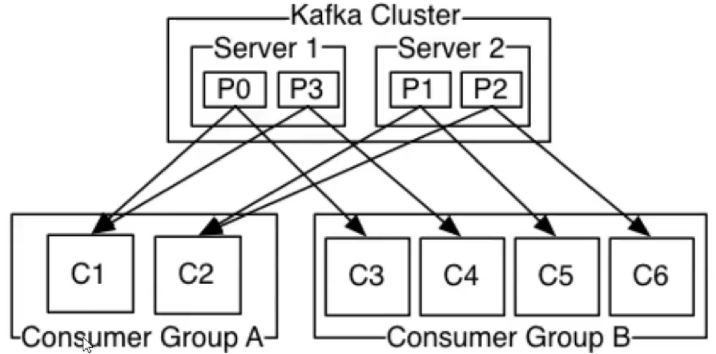 Kafka Cluster
Server 1 Server 2
P0 P3 P1 P2
C1 C2 C3 C4 C5 C6
Consumer Group A Consumer Group B